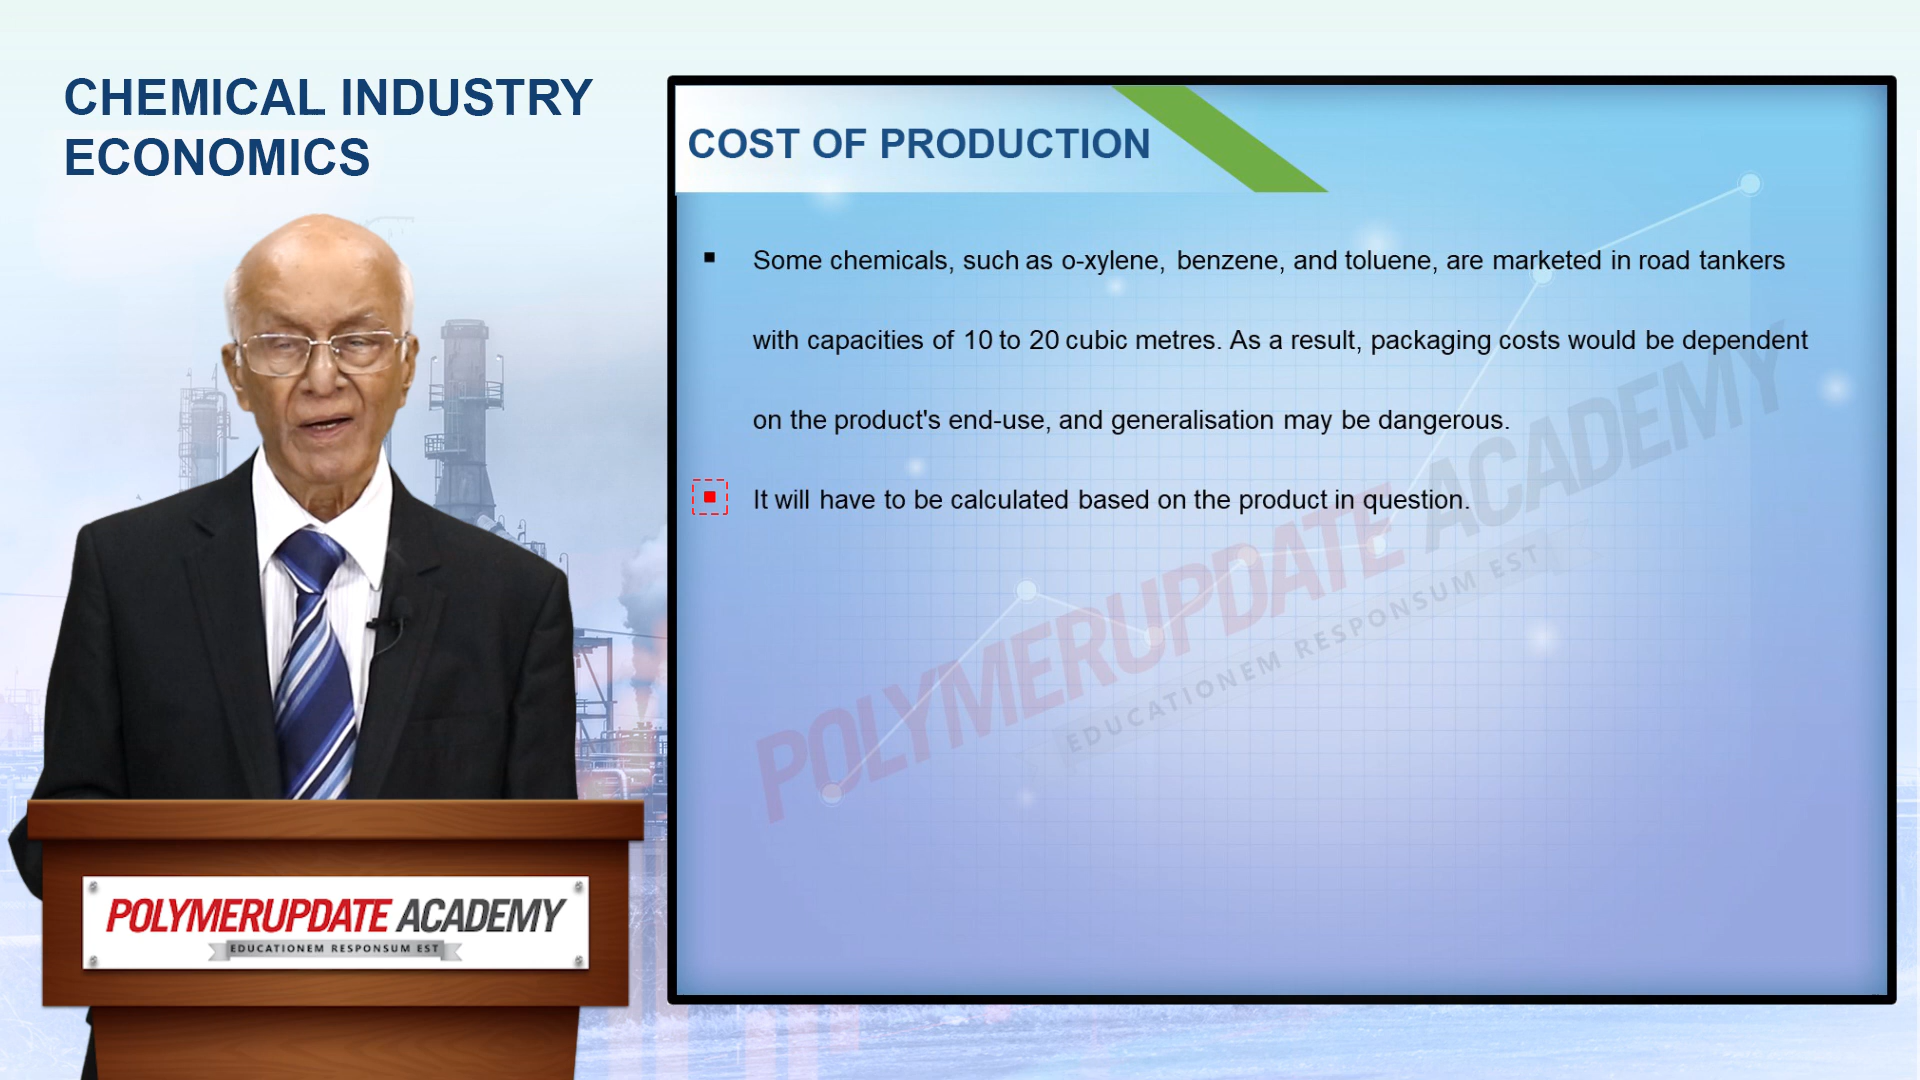 CHEMICAL INDUSTRY
ECONOMICS
COST OF PRODUCTION
Some chemicals, such as o-xylene, benzene, and toluene, are marketed in road tankers
with capacities of 10 to 20 cubic metres. As a result, packaging costs would be dependent
on the product's end-use, and generalisation may be dangerous.
It will have to be calculated based on the product in question.
POLYMERUPDATE ACADEMY
EDUCATIONEM RESPONSUM EST
POLYMERUPDATE ACADEMY
EDUCATIONEM RESPONSUM EST